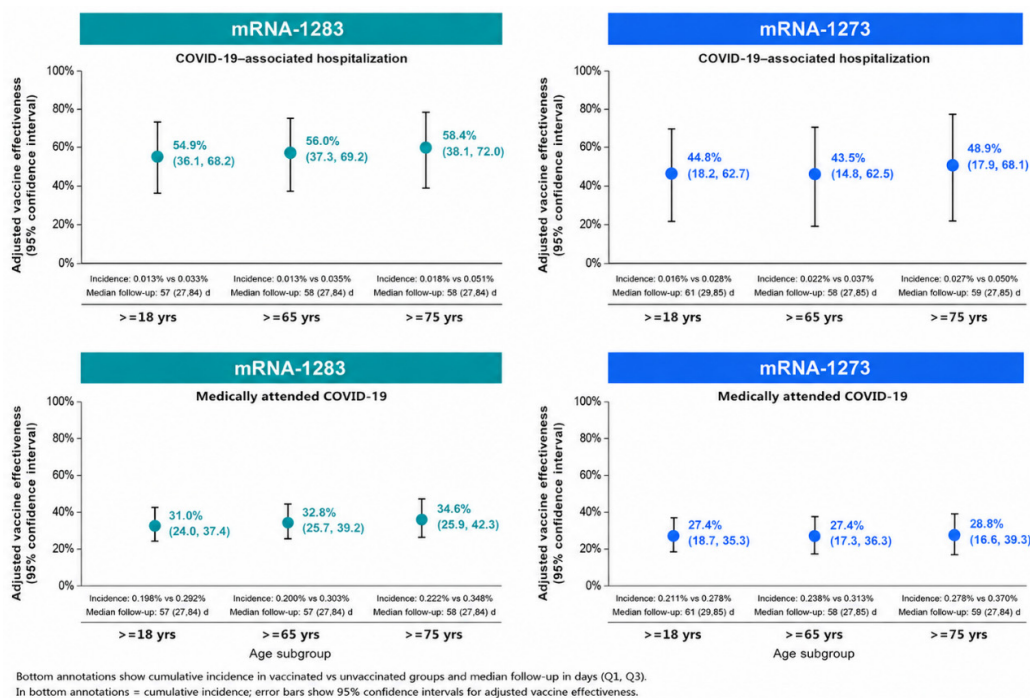 mRNA-1283
COVID-19–associated hospitalization
Adjusted vaccine effectiveness
(95% confidence interval)
100%
80%
60%
40%
20%
0%
54.9%
(36.1, 68.2)
56.0%
(37.3, 69.2)
58.4%
(38.1, 72.0)
Incidence: 0.013% vs 0.033%
Median follow-up: 57 (27,84) d
Incidence: 0.013% vs 0.035%
Median follow-up: 58 (27,84) d
Incidence: 0.018% vs 0.051%
Median follow-up: 58 (27,84) d
>=18 yrs
>=65 yrs
>=75 yrs
mRNA-1273
COVID-19–associated hospitalization
Adjusted vaccine effectiveness
(95% confidence interval)
100%
80%
60%
40%
20%
0%
44.8%
(18.2, 62.7)
43.5%
(14.8, 62.5)
48.9%
(17.9, 68.1)
Incidence: 0.016% vs 0.028%
Median follow-up: 61 (29,85) d
Incidence: 0.022% vs 0.037%
Median follow-up: 58 (27,85) d
Incidence: 0.027% vs 0.050%
Median follow-up: 59 (27,85) d
>=18 yrs
>=65 yrs
>=75 yrs
mRNA-1283
Medically attended COVID-19
Adjusted vaccine effectiveness
(95% confidence interval)
100%
80%
60%
40%
20%
0%
31.0%
(24.0, 37.4)
32.8%
(25.7, 39.2)
34.6%
(25.9, 42.3)
Incidence: 0.198% vs 0.292%
Median follow-up: 57 (27,84) d
Incidence: 0.200% vs 0.303%
Median follow-up: 57 (27,84) d
Incidence: 0.222% vs 0.348%
Median follow-up: 58 (27,84) d
>=18 yrs
>=65 yrs
>=75 yrs
Age subgroup
mRNA-1273
Medically attended COVID-19
Adjusted vaccine effectiveness
(95% confidence interval)
100%
80%
60%
40%
20%
0%
27.4%
(18.7, 35.3)
27.4%
(17.3, 36.3)
28.8%
(16.6, 39.3)
Incidence: 0.211% vs 0.278%
Median follow-up: 61 (29,85) d
Incidence: 0.238% vs 0.313%
Median follow-up: 58 (27,85) d
Incidence: 0.278% vs 0.370%
Median follow-up: 59 (27,84) d
>=18 yrs
>=65 yrs
>=75 yrs
Age subgroup
Bottom annotations show cumulative incidence in vaccinated vs unvaccinated groups and median follow-up in days (Q1, Q3).
In bottom annotations = cumulative incidence; error bars show 95% confidence intervals for adjusted vaccine effectiveness.